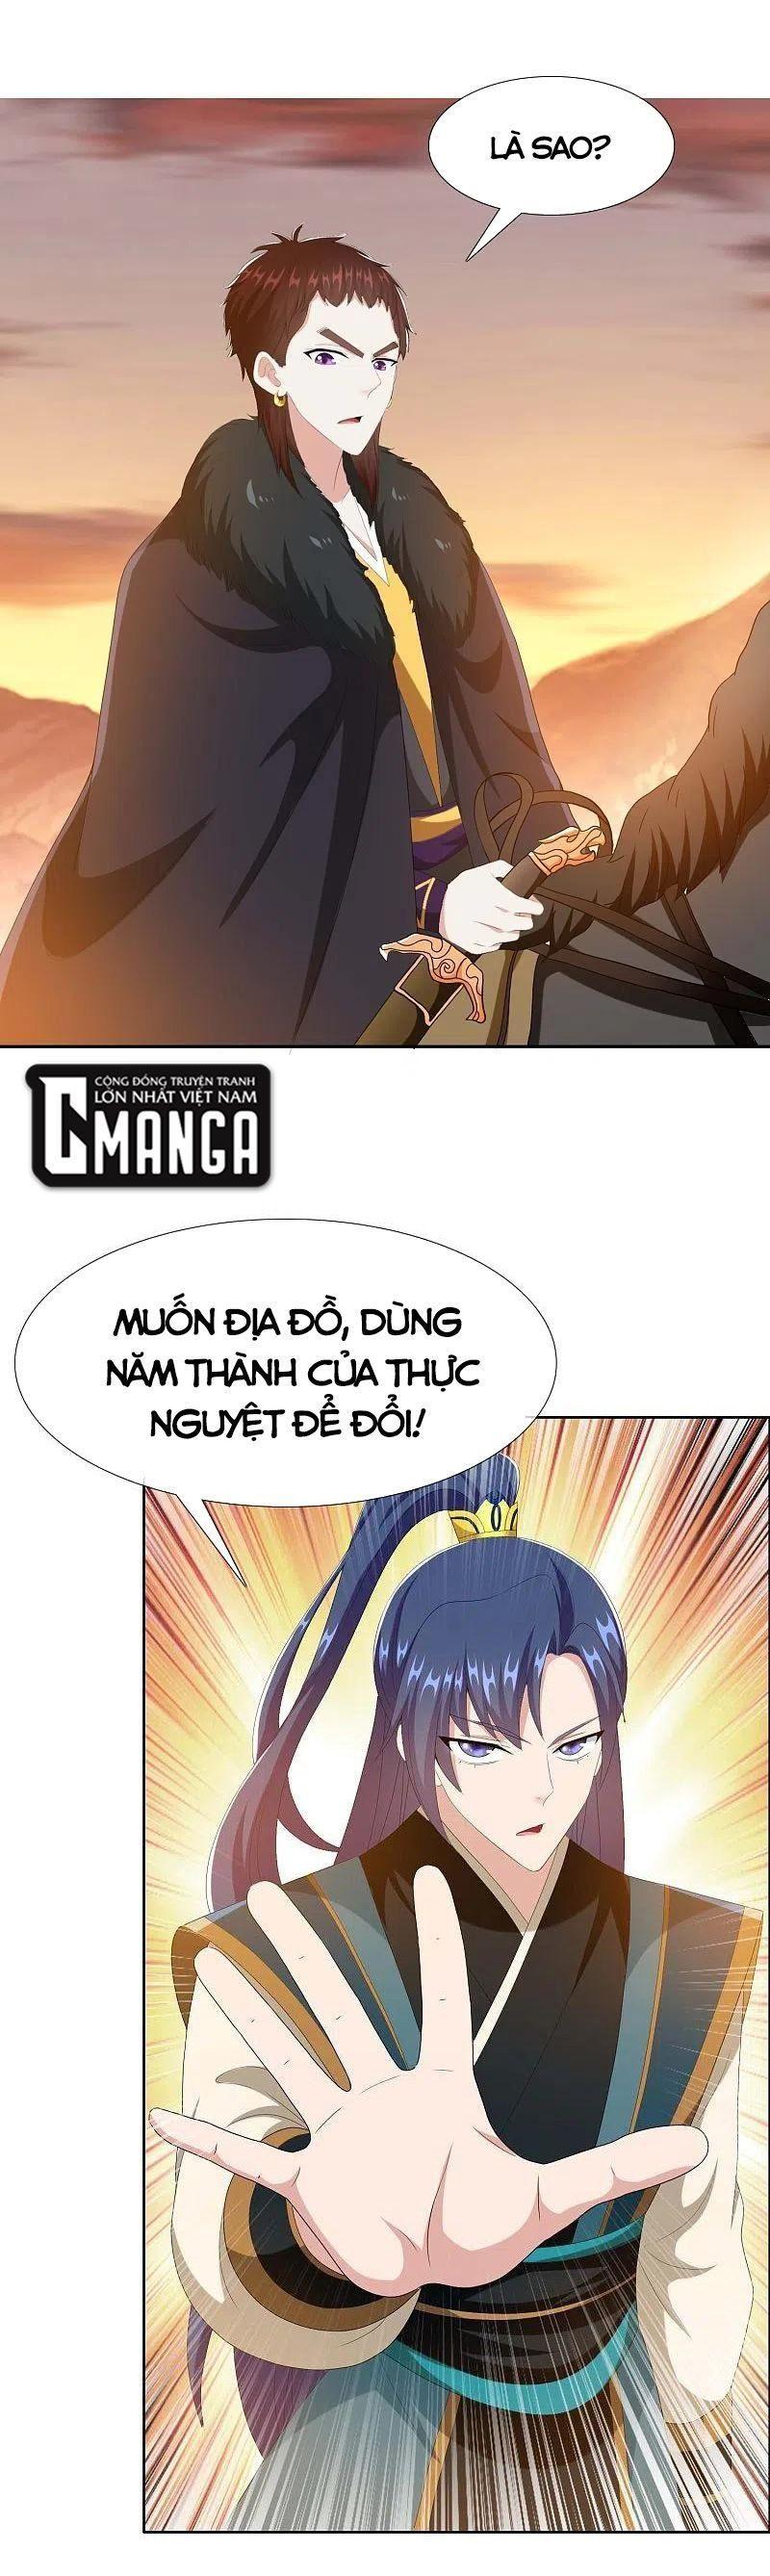 LÀ SAO?
CỘNG ĐỒNG TRUYỆN TRANH
LỚN NHẤT VIỆT NAM
CMANGA
MUỐN ĐỊA ĐỒ, DÙNG
NĂM THÀNH CỦA THỰC
NGUYỆT ĐỂ ĐỔI!